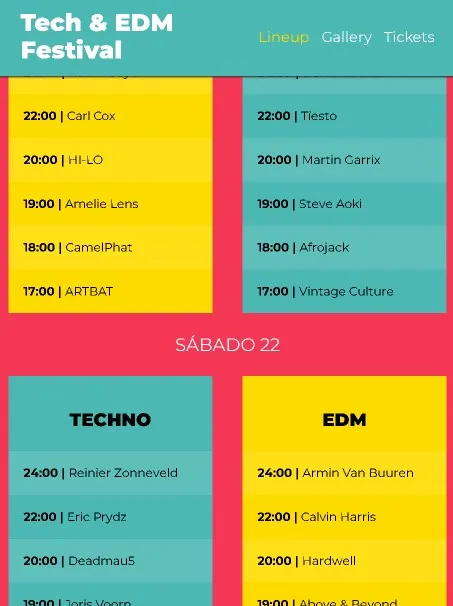 Tech & EDM
Festival
Lineup Gallery Tickets
22:00 | Carl Cox
20:00 | HI-LO
19:00 | Amelie Lens
18:00 | CamelPhat
17:00 | ARTBAT
22:00 | Tiesto
20:00 | Martin Garrix
19:00 | Steve Aoki
18:00 | Afrojack
17:00 | Vintage Culture
SÁBADO 22
TECHNO
24:00 | Reinier Zonneveld
22:00 | Eric Prydz
20:00 | Deadmau5
19:00 | Joris Voorn
EDM
24:00 | Armin Van Buuren
22:00 | Calvin Harris
20:00 | Hardwell
19:00 | Above & Beyond